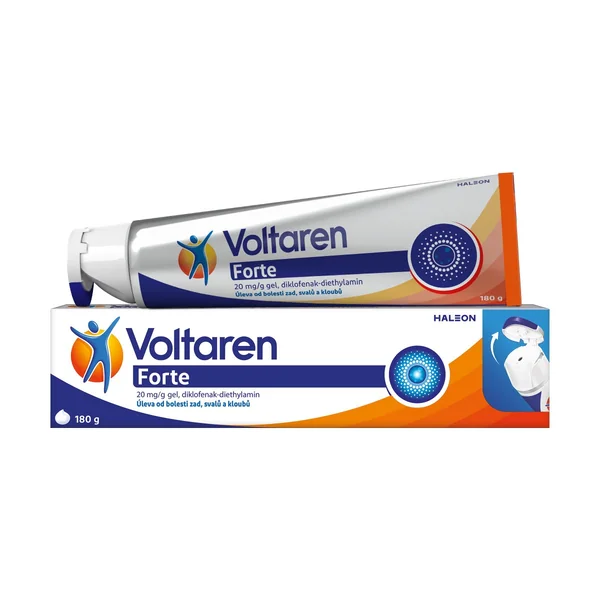 HALEON
Voltaren
Forte
20 mg/g gel, diklofenak-diethylamin
Úleva od bolesti zad, svalů a kloubů
180 g
HALEON
Voltaren
Forte
20 mg/g gel, diklofenak-diethylamin
Úleva od bolesti zad, svalů a kloubů
180 g